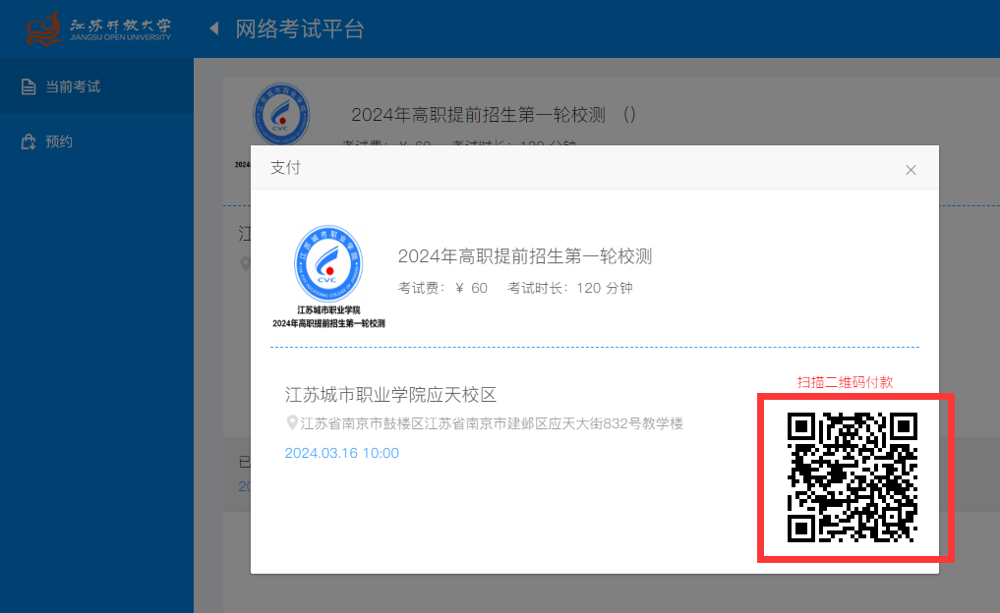 江苏开放大学
JIANGSU OPEN UNIVERSITY
网络考试平台
当前考试
预约
2024年高职提前招生第一轮校测 （）
考试费：￥ 60 考试时长：120 分钟
2024
支付
2024年高职提前招生第一轮校测
考试费：￥ 60 考试时长：120 分钟
CVC
江苏城市职业学院
2024年高职提前招生第一轮校测
江
江苏城市职业学院应天校区
江苏省南京市鼓楼区江苏省南京市建邺区应天大街832号教学楼
2024.03.16 10:00
扫描二维码付款
已
20